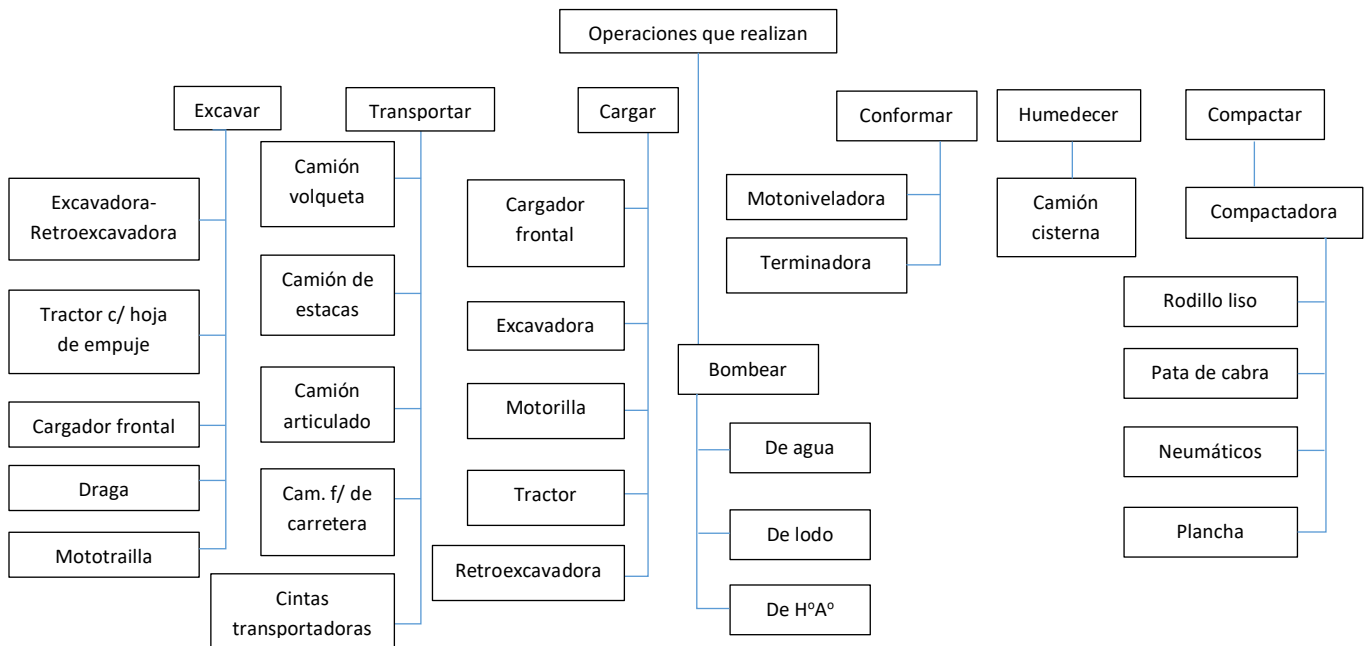 Operaciones que realizan
Excavar
Excavadora-
Retroexcavadora
Tractor c/ hoja
de empuje
Cargador frontal
Draga
Mototrailla
Transportar
Camión
volqueta
Camión de
estacas
Camión
articulado
Cam. f/ de
carretera
Cintas
transportadoras
Cargar
Cargador
frontal
Excavadora
Motorilla
Tractor
Retroexcavadora
Bombear
De agua
De lodo
De HºAº
Conformar
Motoniveladora
Terminadora
Humedecer
Camión
cisterna
Compactar
Compactadora
Rodillo liso
Pata de cabra
Neumáticos
Plancha